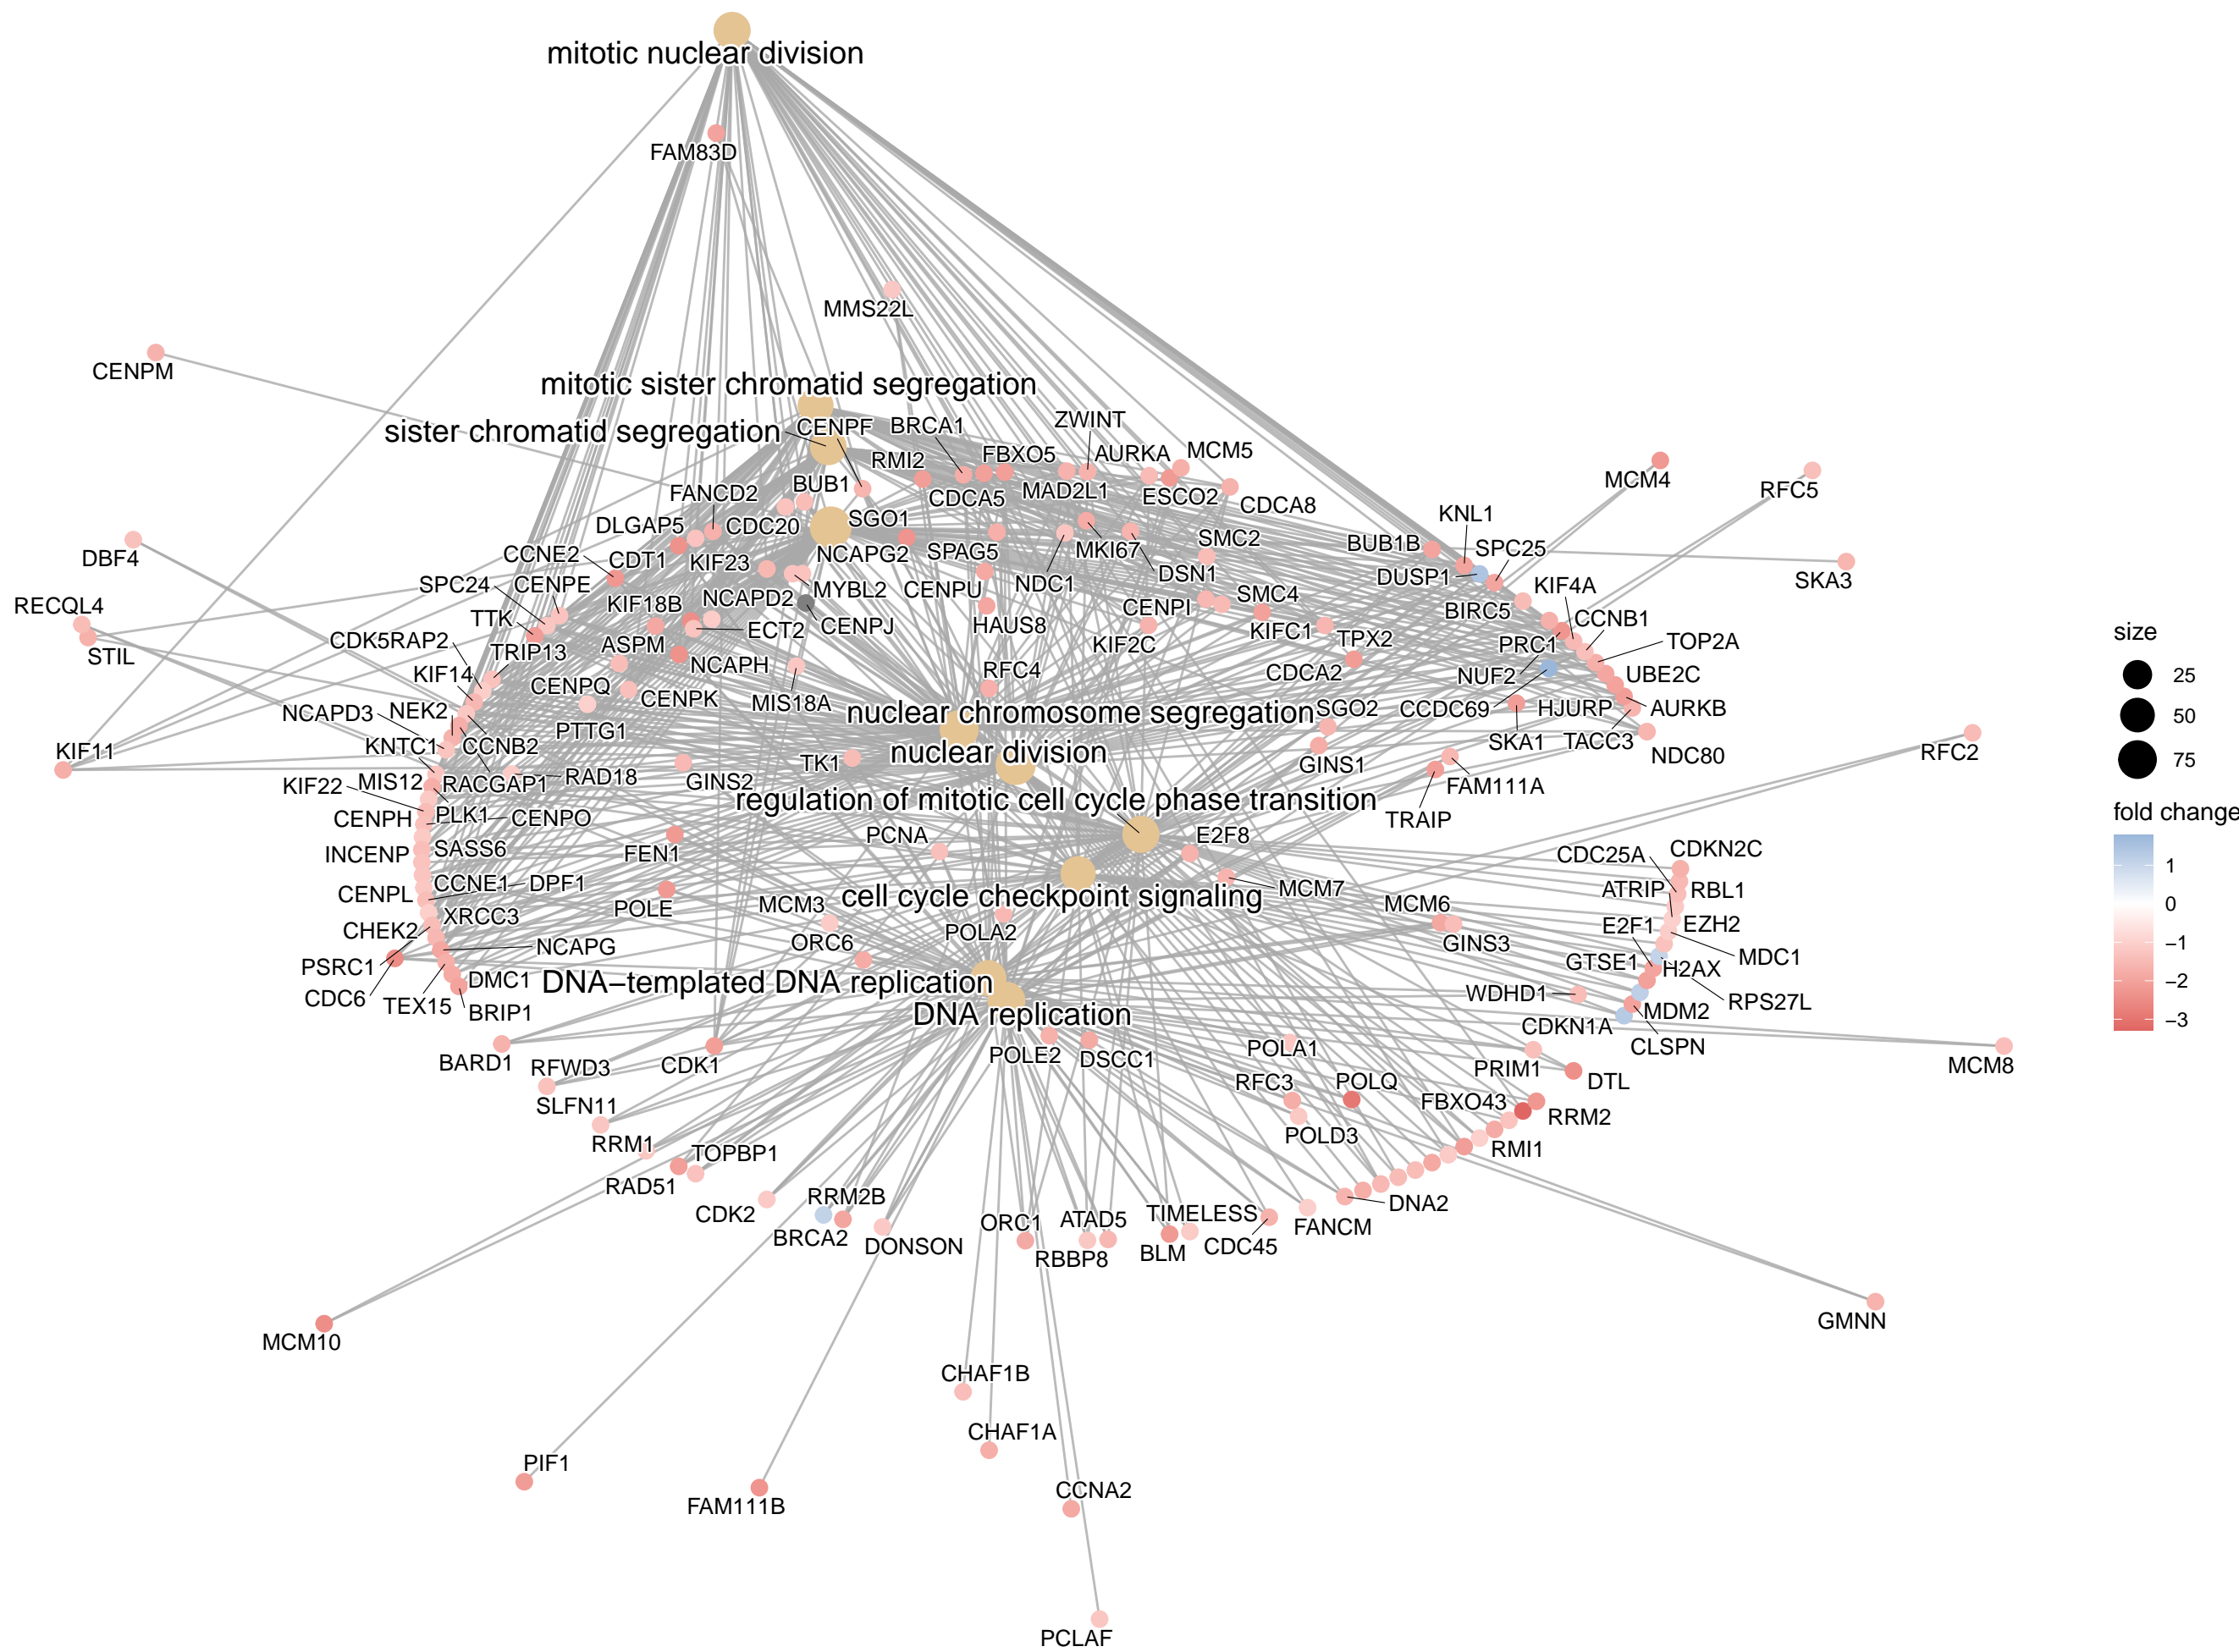 mitotic nuclear division
FAM83D
MMS22L
CENPM
mitotic sister chromatid segregation
sister chromatid segregation
CENPF
BRCA1
ZWINT
RMI2
FBXO5
AURKA
MCM5
MCM4
RFC5
FANCD2
BUB1
CDCA5
MAD2L1
ESCO2
CDCA8
DLGAP5
CDC20
SGO1
KNL1
DBF4
CCNE2
CDT1
KIF23
NCAPG2
SPAG5
MKI67
SMC2
BUB1B
SPC25
SKA3
SPC24
CENPE
MYBL2
CENPU
NDC1
DSN1
DUSP1
KIF4A
RECQL4
KIF18B
NCAPD2
CENPI
SMC4
BIRC5
CCNB1
TTK
ECT2
CENPJ
HAUS8
KIF2C
KIFC1
TPX2
PRC1
TOP2A
STIL
CDK5RAP2
TRIP13
ASPM
NCAPH
RFC4
CDCA2
NUF2
UBE2C
KIF14
CENPQ
CENPK
MIS18A
nuclear chromosome segregation
SGO2
CCDC69
HJURP
AURKB
NCAPD3
NEK2
PTTG1
SKA1
TACC3
KIF11
KNTC1
CCNB2
TK1
nuclear division
GINS1
NDC80
RFC2
KIF22
MIS12
RACGAP1
RAD18
GINS2
FAM111A
regulation of mitotic cell cycle phase transition
CENPH
PLK1
CENPO
PCNA
E2F8
TRAIP
INCENP
SASS6
FEN1
CDC25A
CDKN2C
CENPL
CCNE1
DPF1
cell cycle checkpoint signaling
MCM7
ATRIP
RBL1
CHEK2
XRCC3
POLE
MCM3
POLA2
MCM6
E2F1
EZH2
NCAPG
ORC6
GINS3
PSRC1
GTSE1
H2AX
MDC1
CDC6
TEX15
DMC1
DNA−templated DNA replication
WDHD1
MDM2
RPS27L
BRIP1
DNA replication
CDKN1A
BARD1
RFWD3
CDK1
POLE2
DSCC1
POLA1
PRIM1
CLSPN
MCM8
SLFN11
RFC3
POLQ
FBXO43
DTL
RRM2
RRM1
TOPBP1
POLD3
RMI1
RAD51
CDK2
RRM2B
BRCA2
DONSON
ORC1
ATAD5
TIMELESS
DNA2
RBBP8
BLM
CDC45
FANCM
MCM10
GMNN
CHAF1B
CHAF1A
PIF1
FAM111B
CCNA2
PCLAF
size
25
50
75
fold change
1
0
−1
−2
−3